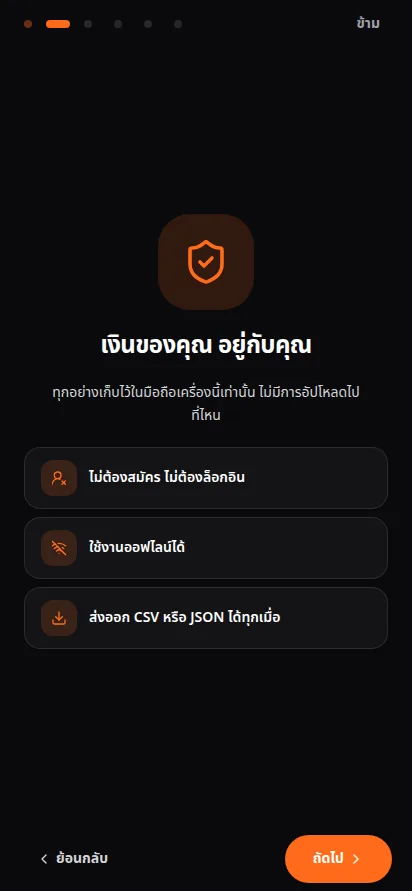 ข้าม
เงินของคุณ อยู่กับคุณ
ทุกอย่างเก็บไว้ในมือถือเครื่องนี้เท่านั้น ไม่มีการอัปโหลดไป
ที่ไหน
ไม่ต้องสมัคร ไม่ต้องล็อกอิน
ใช้งานออฟไลน์ได้
ส่งออก CSV หรือ JSON ได้ทุกเมื่อ
ย้อนกลับ
ถัดไป